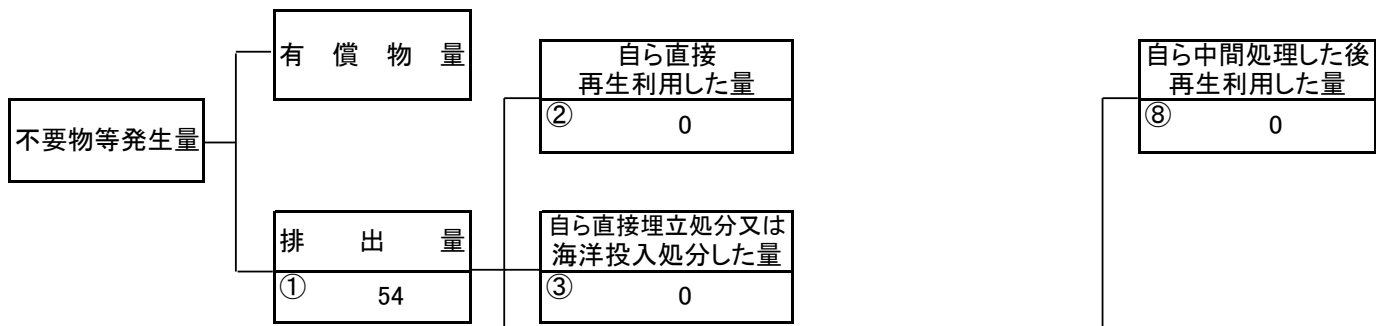 有償物量
自ら直接
再生利用した量
② 0
自ら中間処理した後
再生利用した量
⑧ 0
不要物等発生量
排出量
① 54
自ら直接埋立処分又は
海洋投入処分した量
③ 0